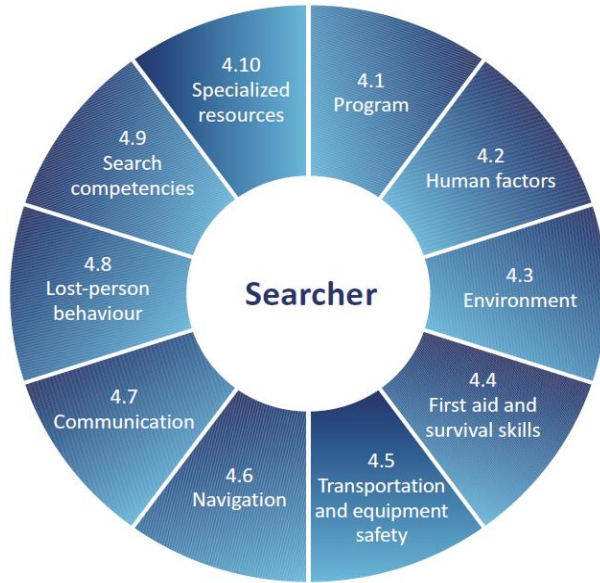 4.1
Program
4.2
Human factors
4.3
Environment
4.4
First aid and
survival skills
4.5
Transportation
and equipment
safety
4.6
Navigation
4.7
Communication
4.8
Lost-person
behaviour
4.9
Search
competencies
4.10
Specialized
resources
Searcher